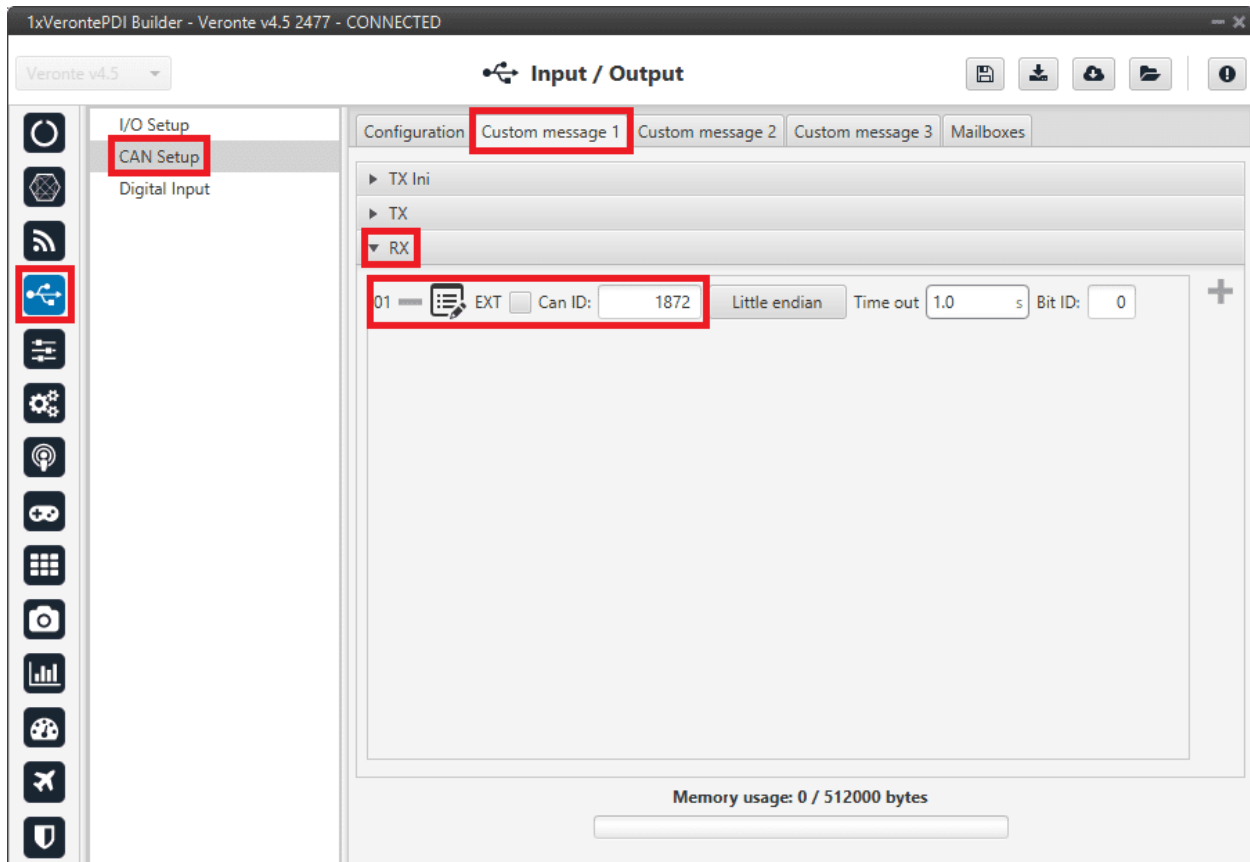 1xVerontePDI Builder - Veronte v4.5 2477 - CONNECTED
Veronte v4.5
Input / Output
I/O Setup
CAN Setup
Digital Input
Configuration Custom message 1 Custom message 2 Custom message 3 Mailboxes
TX Ini
TX
RX
01 EXT Can ID: 1872 Little endian Time out 1.0 s Bit ID: 0
Memory usage: 0 / 512000 bytes